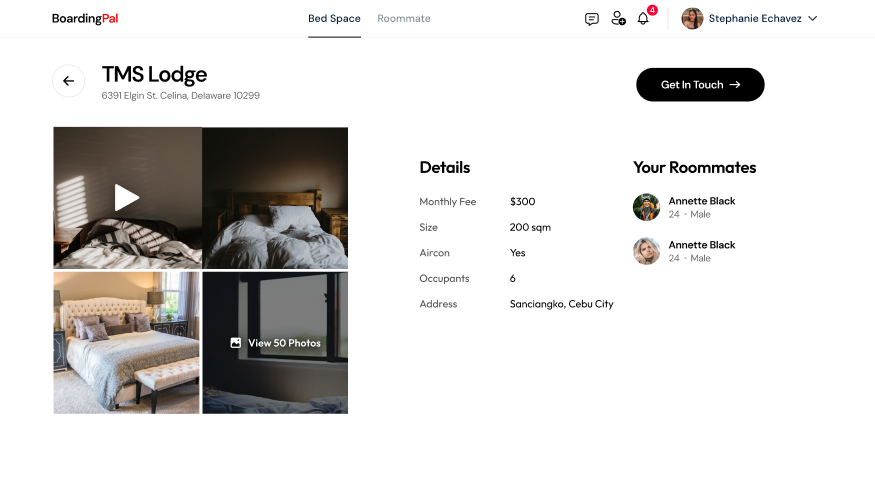 BoardingPal
Bed Space
Roommate
4
Stephanie Echavez
TMS Lodge
6391 Elgin St. Celina, Delaware 10299
Get In Touch
View 50 Photos
Details
Monthly Fee $300
Size 200 sqm
Aircon Yes
Occupants 6
Address Sanciangko, Cebu City
Your Roommates
Annette Black
24 - Male
Annette Black
24 - Male